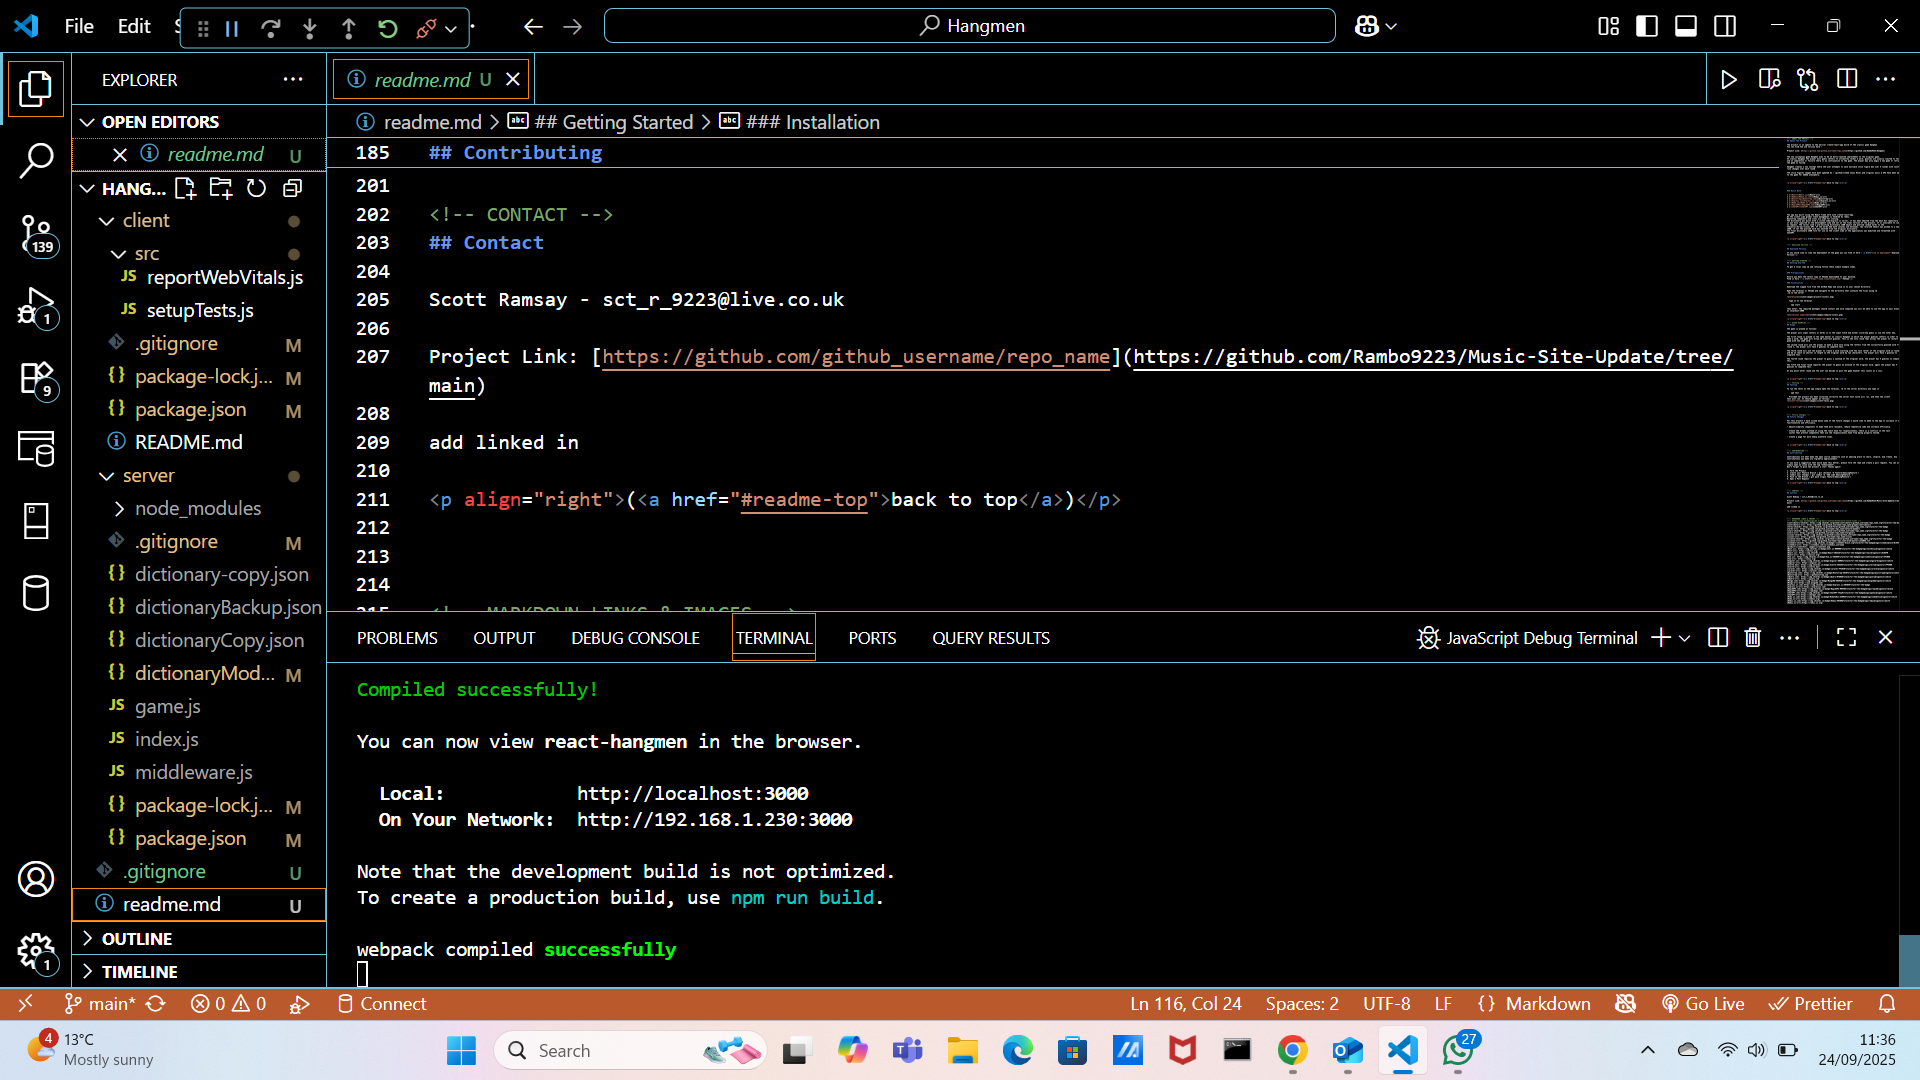 File Edit S
Hangmen
EXPLORER
readme.md U
OPEN EDITORS
readme.md > ## Getting Started > ### Installation
readme.md U
185 ## Contributing
HANG...
201
client
202 <!-- CONTACT -->
203 ## Contact
src
204
JS reportWebVitals.js
205 Scott Ramsay - sct_r_9223@live.co.uk
JS setupTests.js
206
.gitignore M
207 Project Link: [https://github.com/github_username/repo_name](https://github.com/Rambo9223/Music-Site-Update/tree/
main)
{} package-lock.j... M
{} package.json M
208
README.md
209 add linked in
server
210
node_modules
211 <p align="right">(<a href="#readme-top">back to top</a>)</p>
.gitignore M
212
213
{} dictionary-copy.json
214
{} dictionaryBackup.json
{} dictionaryCopy.json
{} dictionaryMod... M
JS game.js
JS index.js
JS middleware.js
{} package-lock.j... M
{} package.json M
.gitignore U
readme.md U
OUTLINE
TIMELINE
139
1
9
1
215 <!-- MARKDOWN LINKS & IMAGES -->
PROBLEMS OUTPUT DEBUG CONSOLE TERMINAL PORTS QUERY RESULTS
JavaScript Debug Terminal
Compiled successfully!
You can now view react-hangmen in the browser.
Local: http://localhost:3000
On Your Network: http://192.168.1.230:3000
Note that the development build is not optimized.
To create a production build, use npm run build.
webpack compiled successfully
main* 0 0 Connect
Ln 116, Col 24 Spaces: 2 UTF-8 LF {} Markdown Go Live Prettier
4
13°C
Mostly sunny
Search
27
11:36
24/09/2025